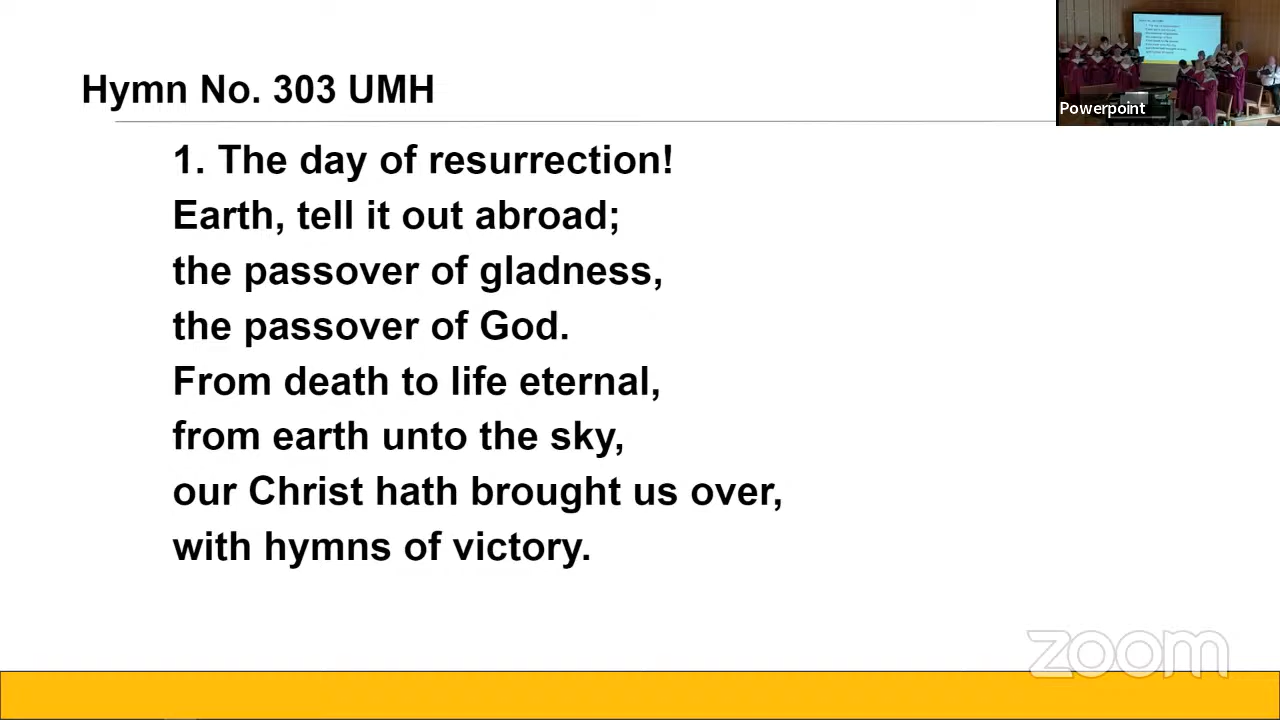 Hymn No. 303 UMH
Powerpoint
1. The day of resurrection!
Earth, tell it out abroad;
the passover of gladness,
the passover of God.
From death to life eternal,
from earth unto the sky,
our Christ hath brought us over,
with hymns of victory.
zoom